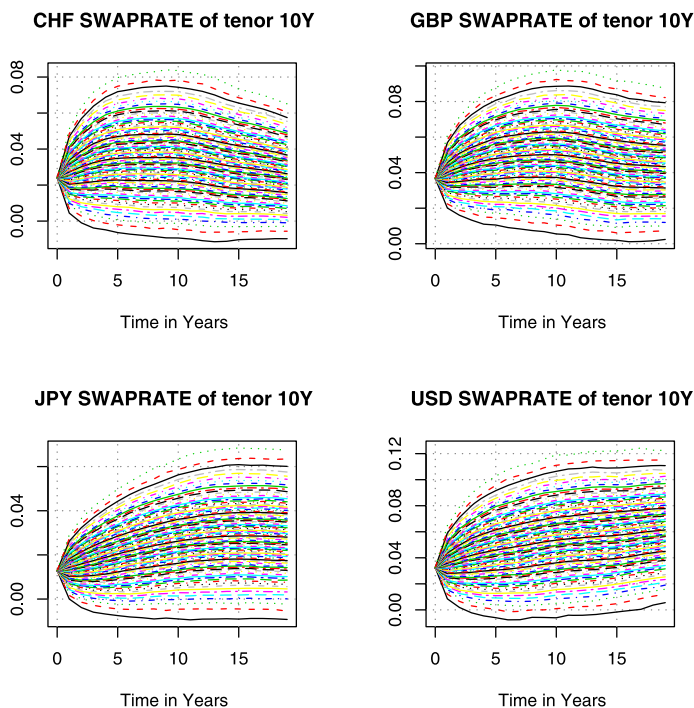 CHF SWAPRATE of tenor 10Y
0.08
0.04
0.00
0 5 10 15
Time in Years
GBP SWAPRATE of tenor 10Y
0.08
0.04
0.00
0 5 10 15
Time in Years
JPY SWAPRATE of tenor 10Y
0.04
0.00
0 5 10 15
Time in Years
USD SWAPRATE of tenor 10Y
0.12
0.08
0.04
0.00
0 5 10 15
Time in Years